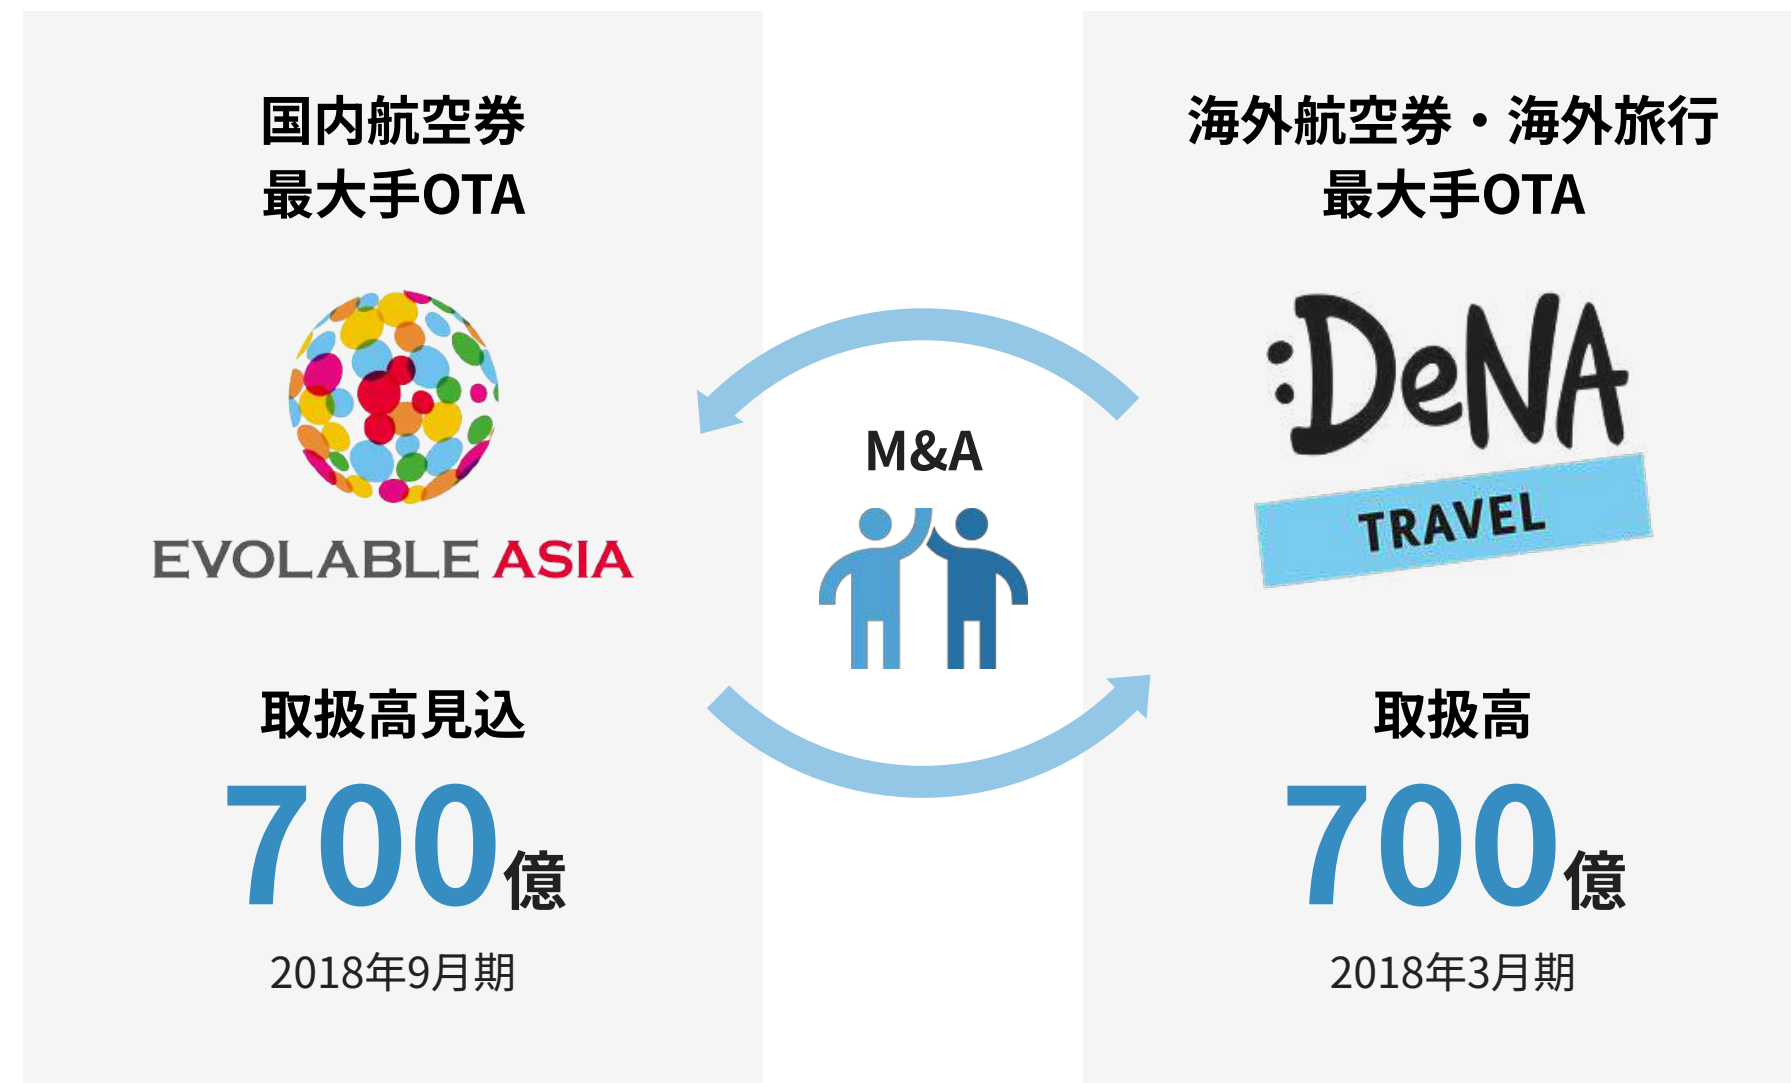 国内航空券
最大手OTA
EVOLABLE ASIA
取扱高見込
700億
2018年9月期
M&A
海外航空券・海外旅行
最大手OTA
:DeNA
TRAVEL
取扱高
700億
2018年3月期